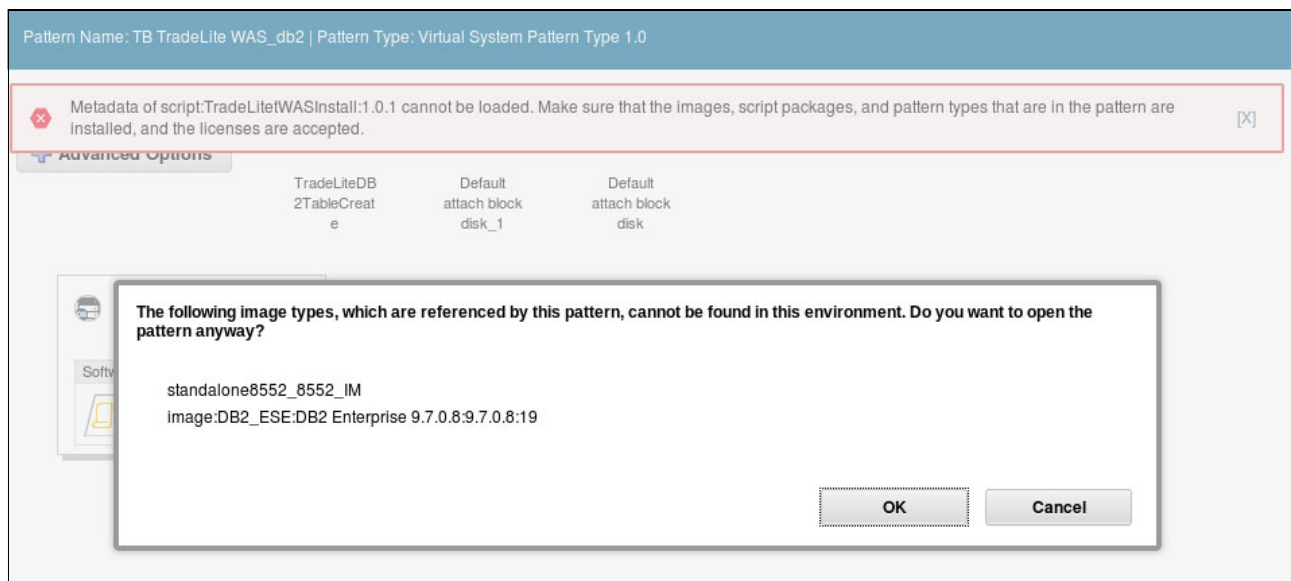 Pattern Name: TB TradeLite WAS_db2 | Pattern Type: Virtual System Pattern Type 1.0
Metadata of script:TradeLitetWASInstall:1.0.1 cannot be loaded. Make sure that the images, script packages, and pattern types that are in the pattern are
installed, and the licenses are accepted.
[X]
Advanced Options
TradeLiteDB
2TableCreat
e
Default
attach block
disk_1
Default
attach block
disk
The following image types, which are referenced by this pattern, cannot be found in this environment. Do you want to open the
pattern anyway?
Softw
standalone8552_8552_IM
image:DB2_ESE:DB2 Enterprise 9.7.0.8:9.7.0.8:19
OK
Cancel